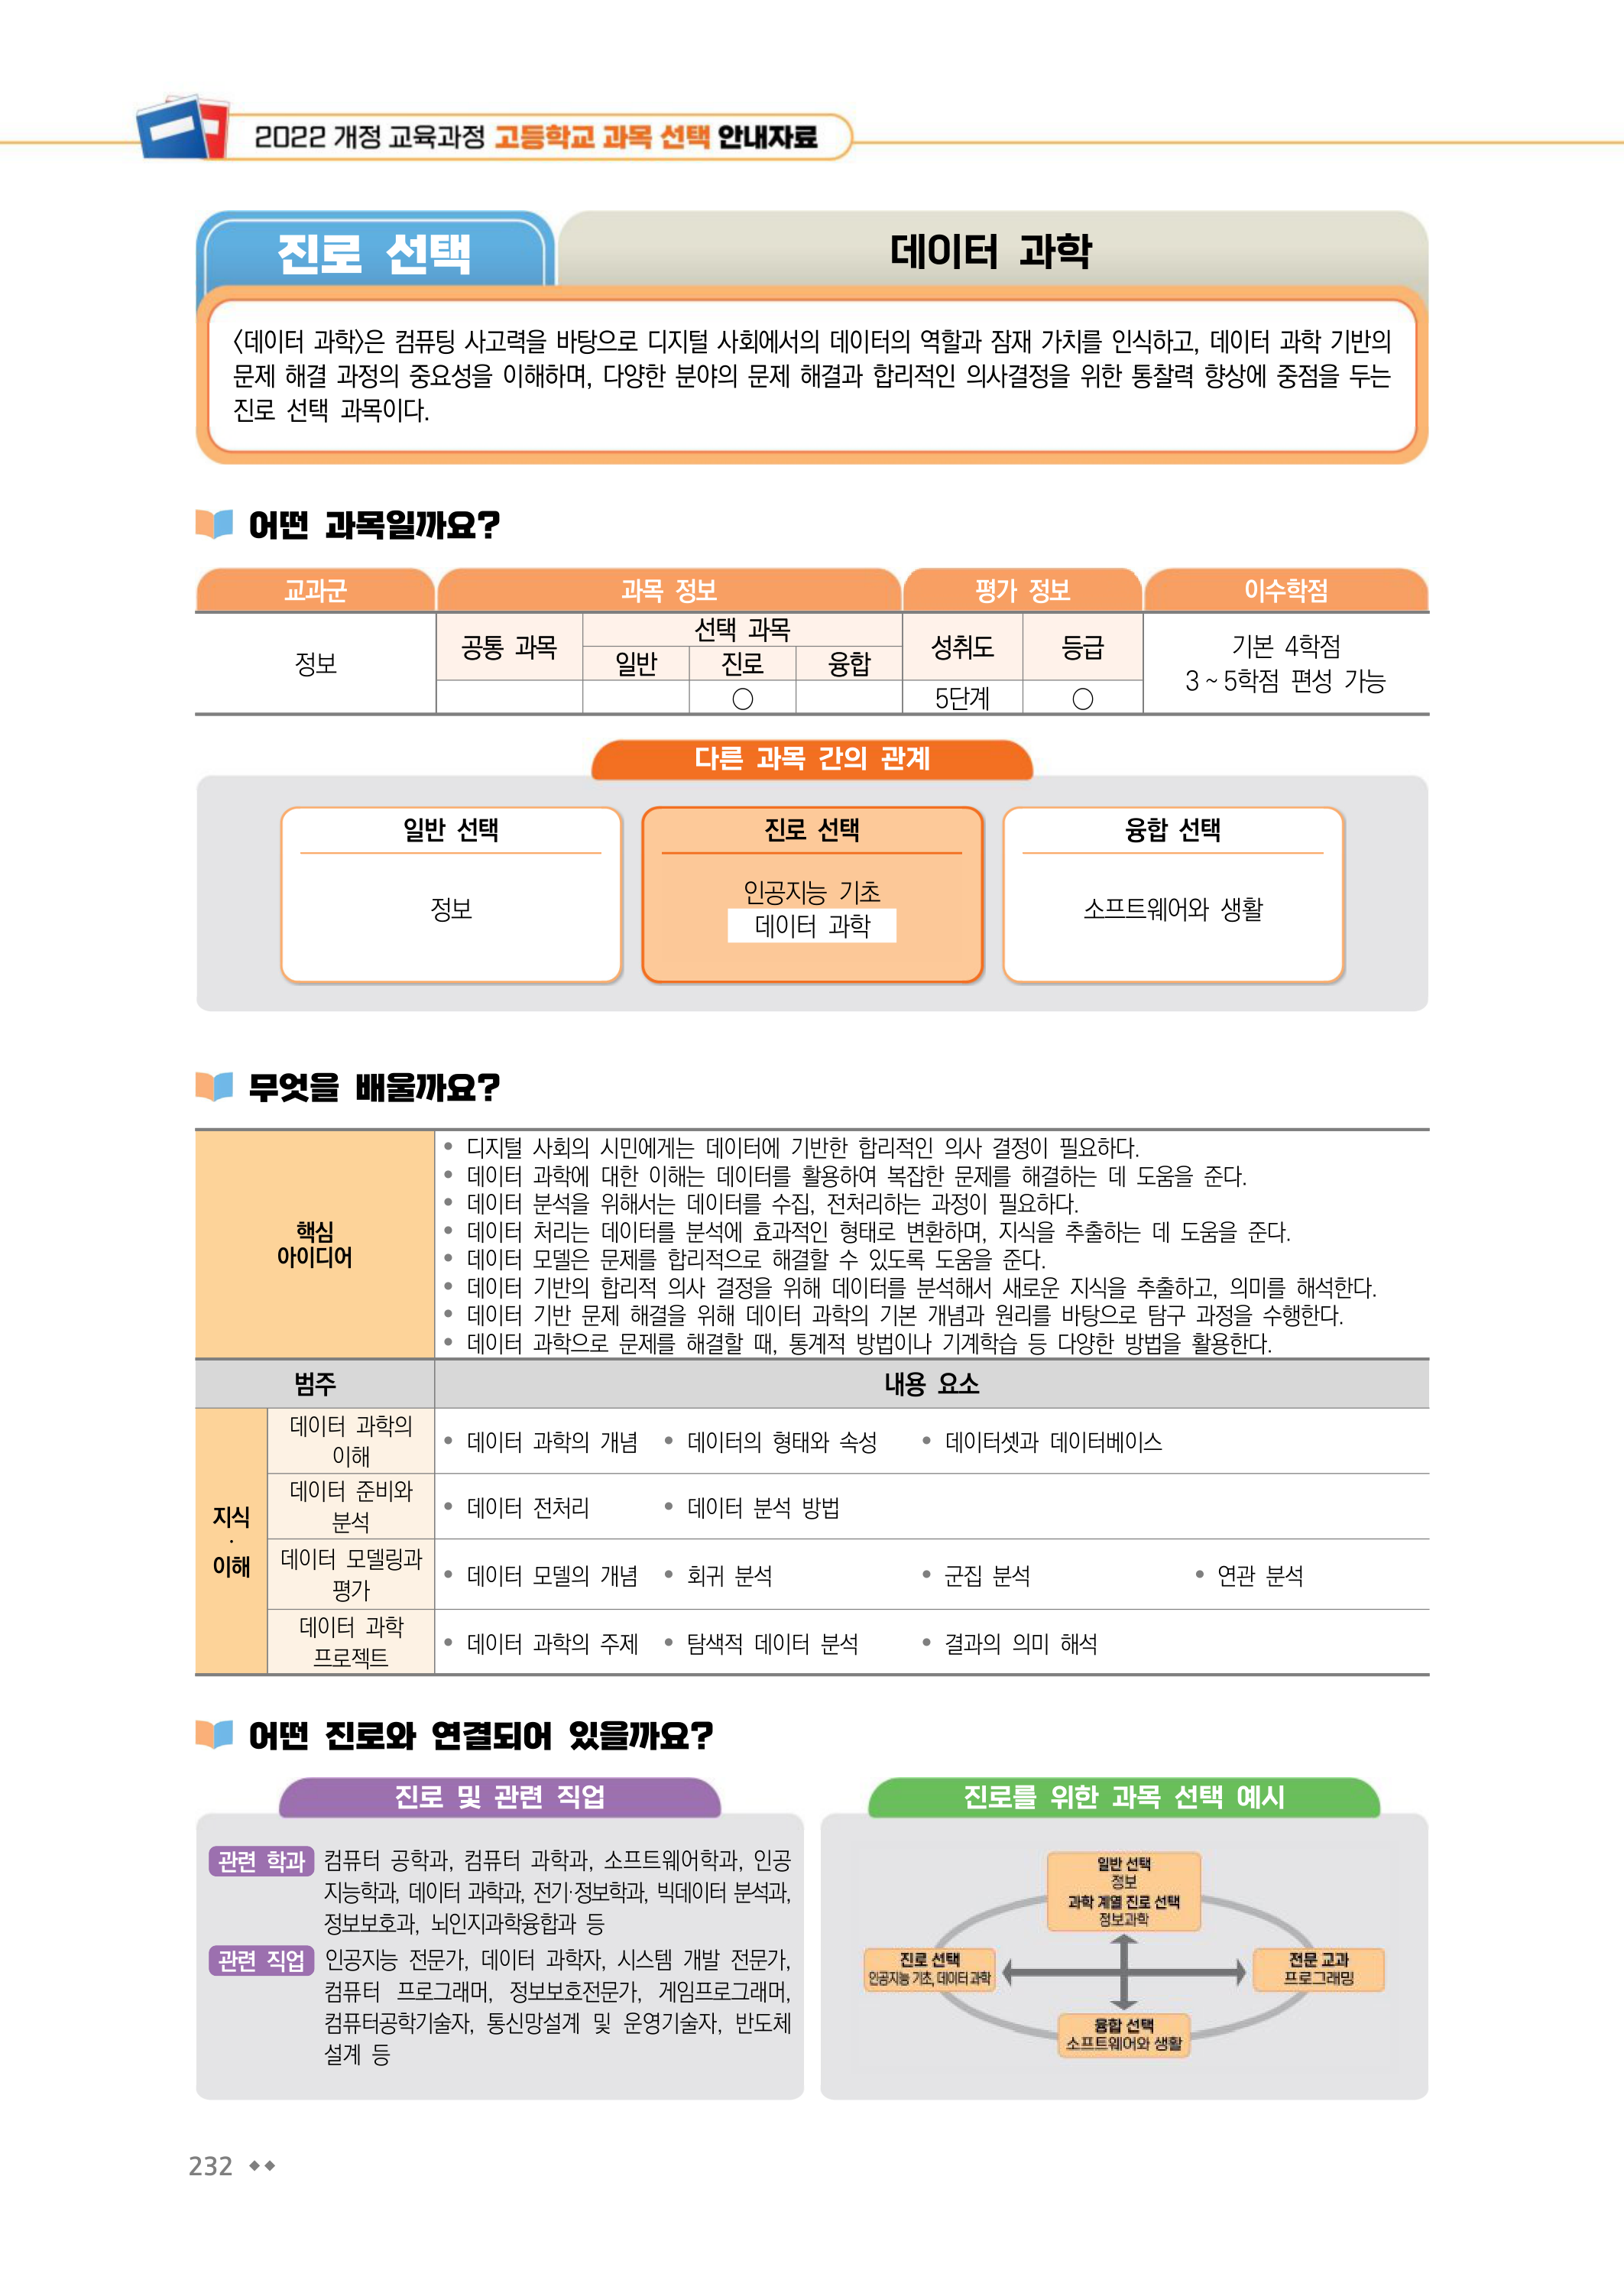 2022 개정 교육과정 고등학교 과목 선택 안내자료
진로 선택
데이터 과학
〈데이터 과학〉은 컴퓨팅 사고력을 바탕으로 디지털 사회에서의 데이터의 역할과 잠재 가치를 인식하고, 데이터 과학 기반의
문제 해결 과정의 중요성을 이해하며, 다양한 분야의 문제 해결과 합리적인 의사결정을 위한 통찰력 향상에 중점을 두는
진로 선택 과목이다.
어떤 과목일까요?
교과군 과목 정보 평가 정보 이수학점
정보
공통 과목
선택 과목
일반 진로 융합
○
성취도 등급
5단계 ○
기본 4학점
3 ~ 5학점 편성 가능
다른 과목 간의 관계
일반 선택
정보
진로 선택
인공지능 기초
데이터 과학
융합 선택
소프트웨어와 생활
무엇을 배울까요?
핵심
아이디어
• 디지털 사회의 시민에게는 데이터에 기반한 합리적인 의사 결정이 필요하다.
• 데이터 과학에 대한 이해는 데이터를 활용하여 복잡한 문제를 해결하는 데 도움을 준다.
• 데이터 분석을 위해서는 데이터를 수집, 전처리하는 과정이 필요하다.
• 데이터 처리는 데이터를 분석에 효과적인 형태로 변환하며, 지식을 추출하는 데 도움을 준다.
• 데이터 모델은 문제를 합리적으로 해결할 수 있도록 도움을 준다.
• 데이터 기반의 합리적 의사 결정을 위해 데이터를 분석해서 새로운 지식을 추출하고, 의미를 해석한다.
• 데이터 기반 문제 해결을 위해 데이터 과학의 기본 개념과 원리를 바탕으로 탐구 과정을 수행한다.
• 데이터 과학으로 문제를 해결할 때, 통계적 방법이나 기계학습 등 다양한 방법을 활용한다.
범주 내용 요소
지식
·
이해
데이터 과학의
이해
• 데이터 과학의 개념 • 데이터의 형태와 속성 • 데이터셋과 데이터베이스
데이터 준비와
분석
• 데이터 전처리 • 데이터 분석 방법
데이터 모델링과
평가
• 데이터 모델의 개념 • 회귀 분석 • 군집 분석 • 연관 분석
데이터 과학
프로젝트
• 데이터 과학의 주제 • 탐색적 데이터 분석 • 결과의 의미 해석
어떤 진로와 연결되어 있을까요?
진로 및 관련 직업
관련 학과 컴퓨터 공학과, 컴퓨터 과학과, 소프트웨어학과, 인공
지능학과, 데이터 과학과, 전기·정보학과, 빅데이터 분석과,
정보보호과, 뇌인지과학융합과 등
관련 직업 인공지능 전문가, 데이터 과학자, 시스템 개발 전문가,
컴퓨터 프로그래머, 정보보호전문가, 게임프로그래머,
컴퓨터공학기술자, 통신망설계 및 운영기술자, 반도체
설계 등
진로를 위한 과목 선택 예시
일반 선택
정보
과학 계열 진로 선택
정보과학
진로 선택
인공지능 기초, 데이터 과학
전문 교과
프로그래밍
융합 선택
소프트웨어와 생활
232 ◆◆